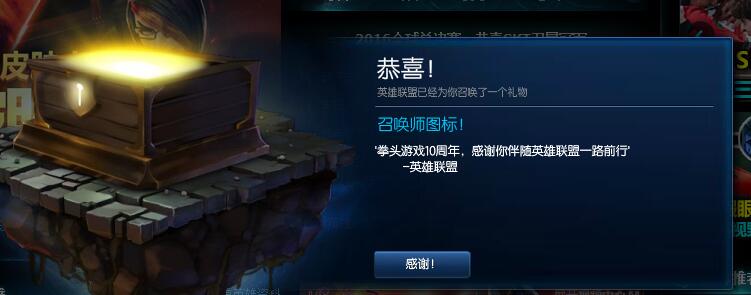 恭喜!
英雄联盟已经为你召唤了一个礼物
召唤师图标!
'拳头游戏10周年，感谢你伴随英雄联盟一路前行'
-英雄联盟
感谢!